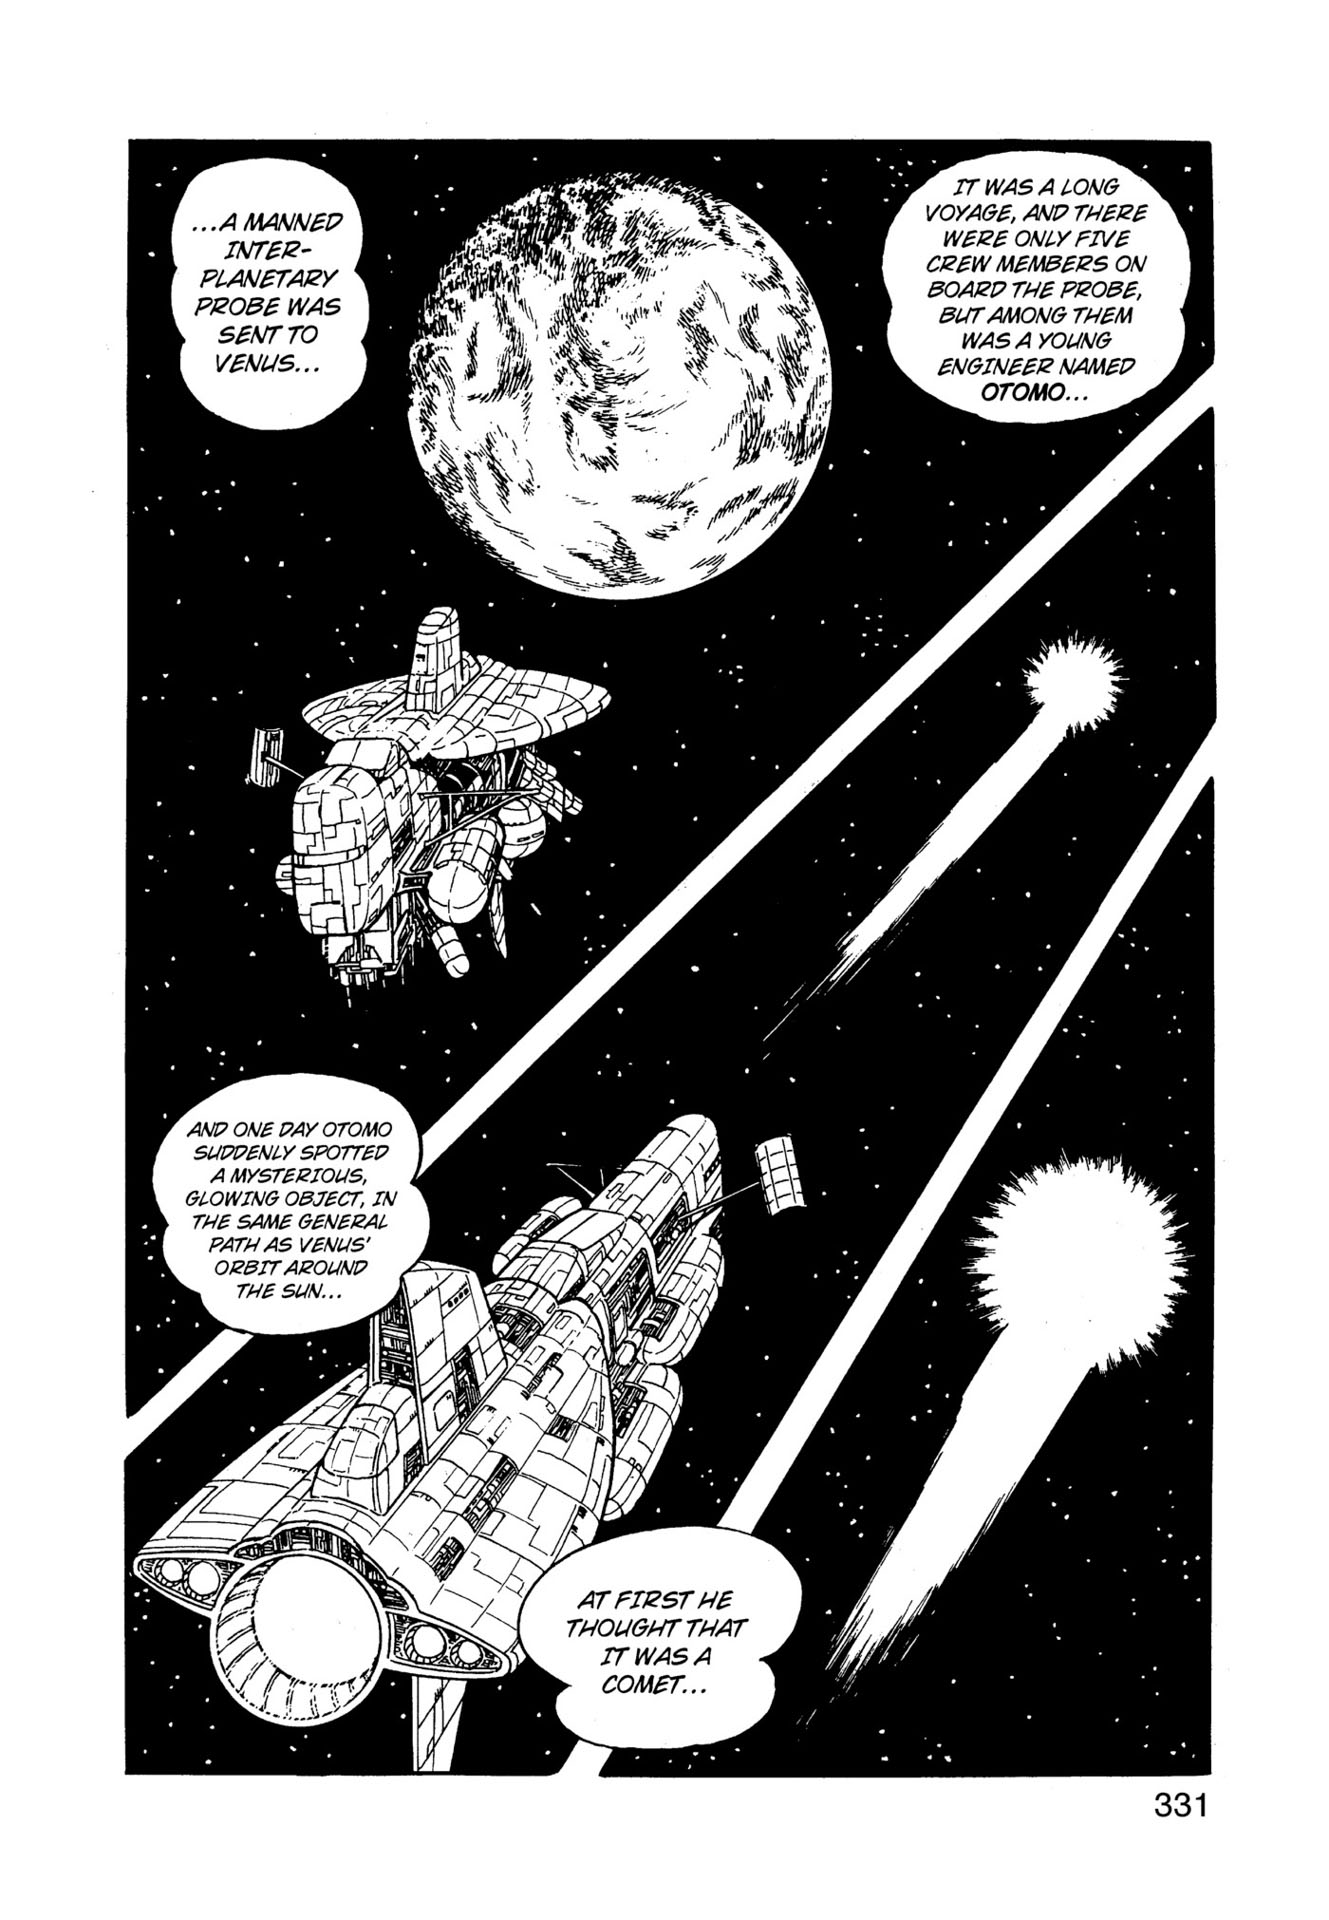 ...A MANNED
INTER-
PLANETARY
PROBE WAS
SENT TO
VENUS...
IT WAS A LONG
VOYAGE, AND THERE
WERE ONLY FIVE
CREW MEMBERS ON
BOARD THE PROBE,
BUT AMONG THEM
WAS A YOUNG
ENGINEER NAMED
OTOMO...
AND ONE DAY OTOMO
SUDDENLY SPOTTED
A MYSTERIOUS,
GLOWING OBJECT, IN
THE SAME GENERAL
PATH AS VENUS'
ORBIT AROUND
THE SUN...
AT FIRST HE
THOUGHT THAT
IT WAS A
COMET...
331